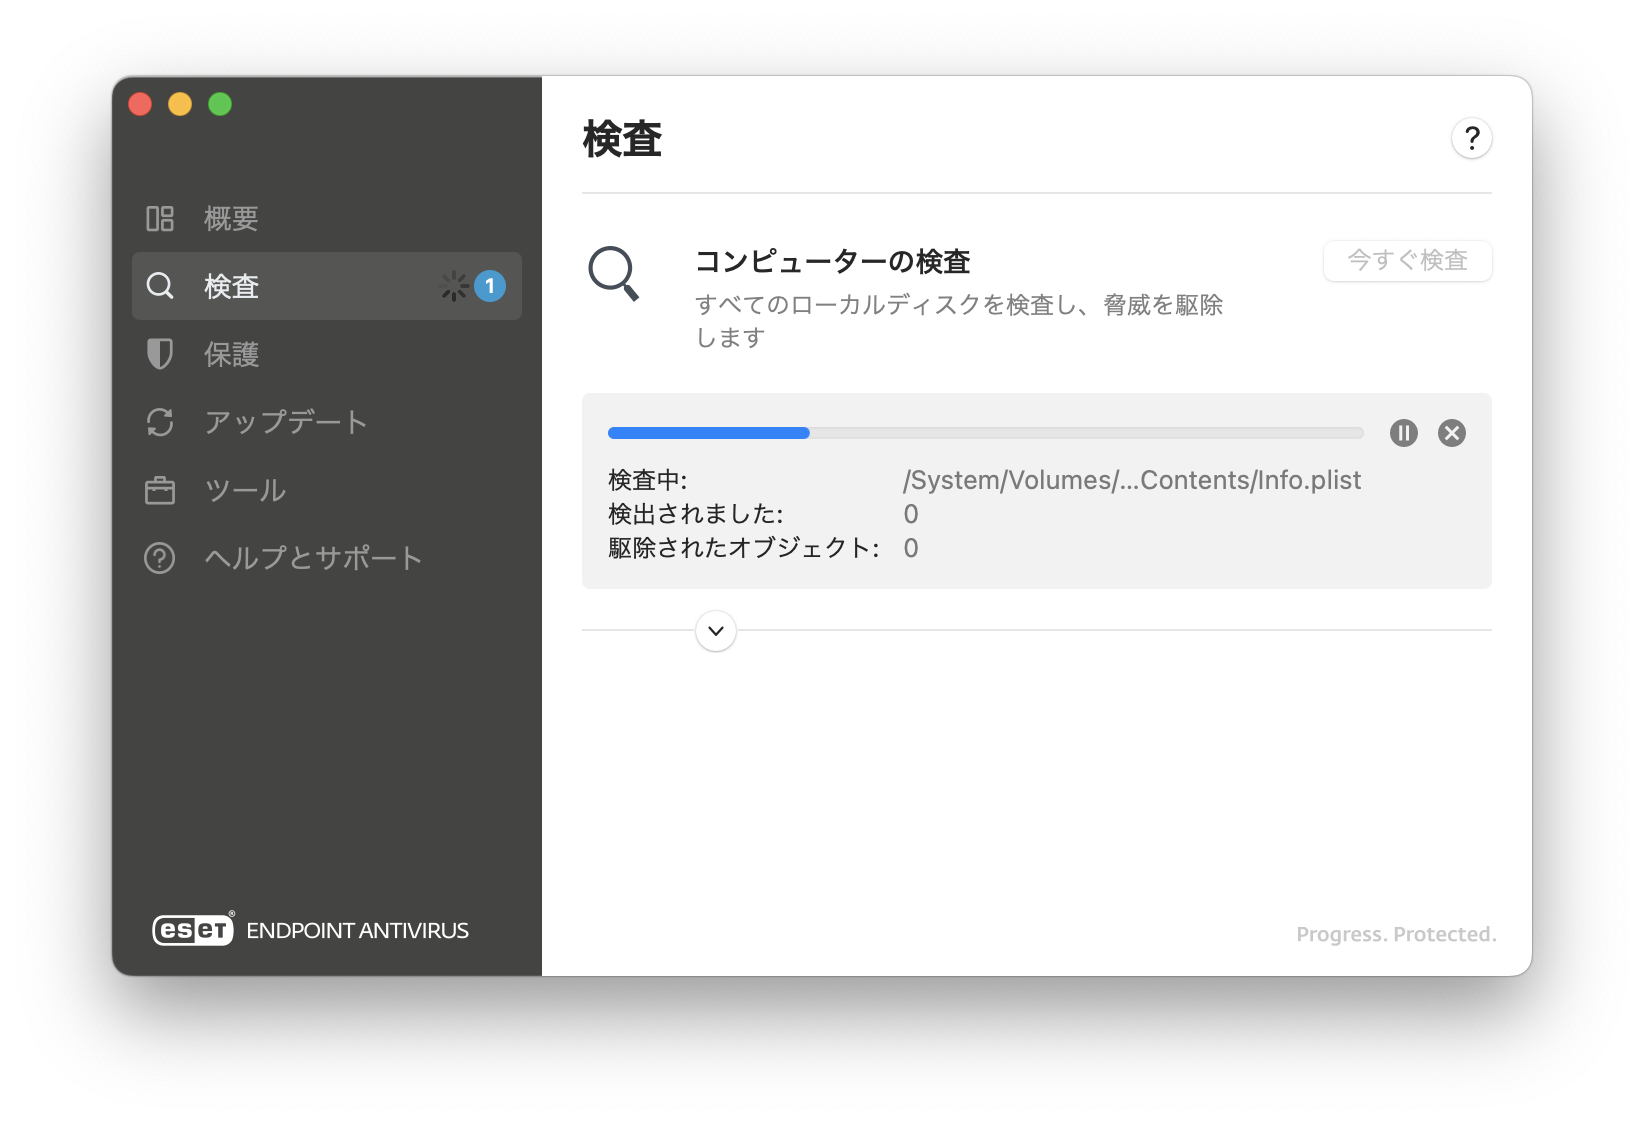 検査
?
概要
検査 1
保護
アップデート
ツール
ヘルプとサポート
コンピューターの検査
今すぐ検査
すべてのローカルディスクを検査し、脅威を駆除
します
検査中: /System/Volumes/...Contents/Info.plist
検出されました: 0
駆除されたオブジェクト: 0
eset® ENDPOINT ANTIVIRUS
Progress. Protected.